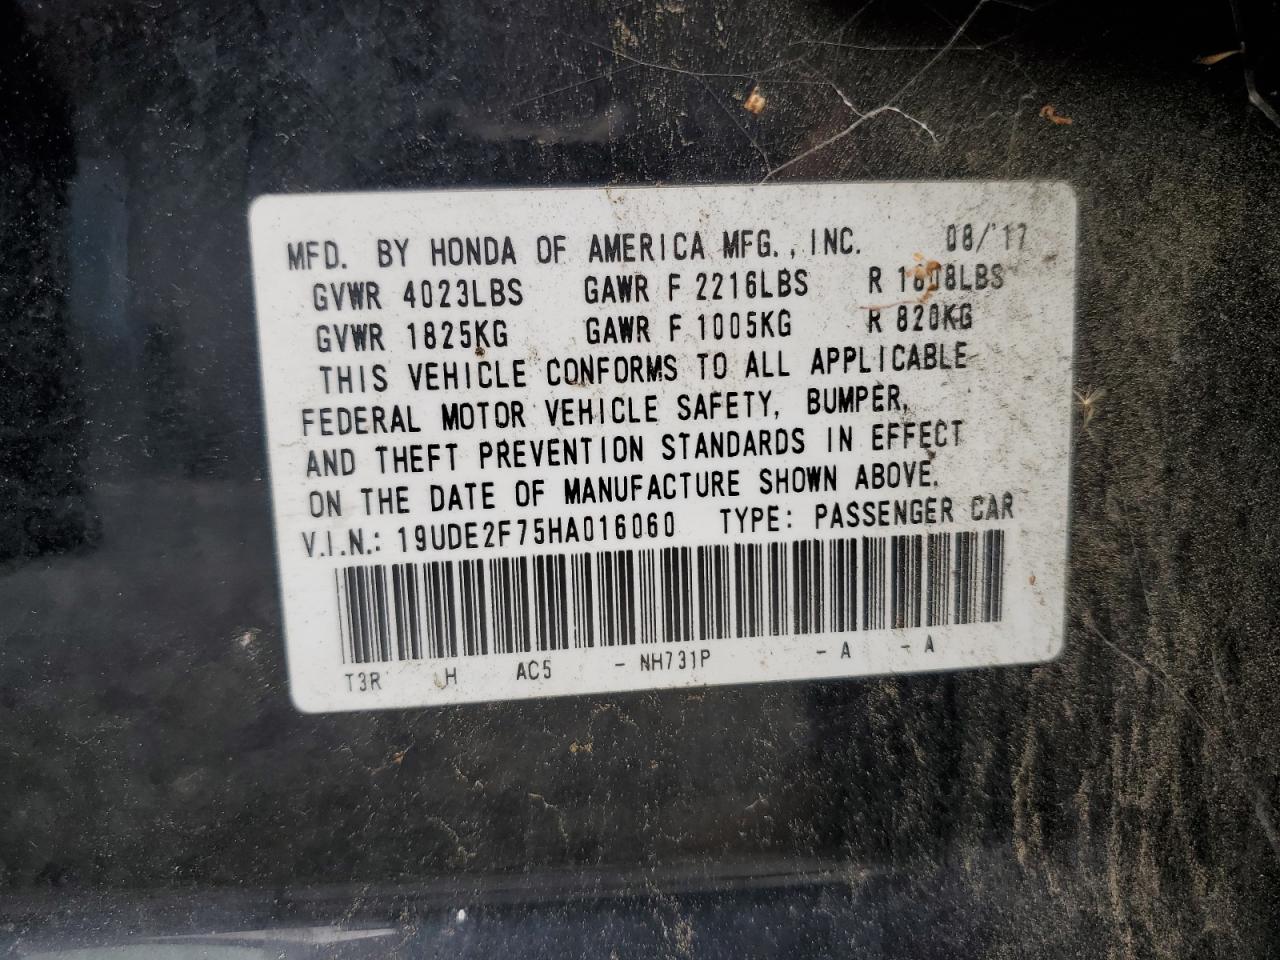 MFD. BY HONDA OF AMERICA MFG., INC. 08/'17
GVWR 4023LBS GAWR F 2216LBS R 1808LBS
GVWR 1825KG GAWR F 1005KG R 820KG
THIS VEHICLE CONFORMS TO ALL APPLICABLE
FEDERAL MOTOR VEHICLE SAFETY, BUMPER,
AND THEFT PREVENTION STANDARDS IN EFFECT
ON THE DATE OF MANUFACTURE SHOWN ABOVE.
V.I.N.: 19UDE2F75HA016060 TYPE: PASSENGER CAR
T3R H AC5 - NH731P - A - A